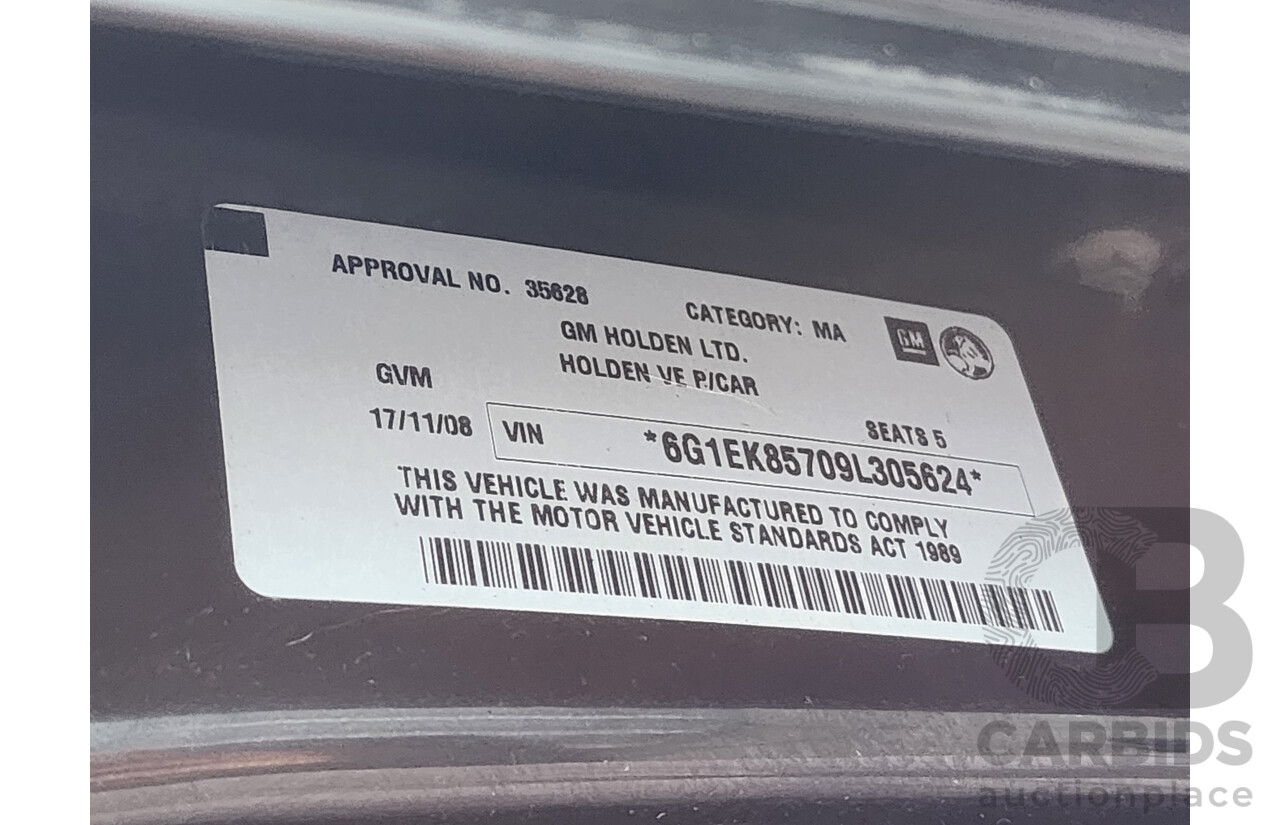 APPROVAL NO. 35628
CATEGORY: MA
GM
GM HOLDEN LTD.
HOLDEN VE P/CAR
GVM
SEATS 5
17/11/08
VIN *6G1EK85709L305624*
THIS VEHICLE WAS MANUFACTURED TO COMPLY
WITH THE MOTOR VEHICLE STANDARDS ACT 1989
CB
CARBIDS
auctionplace